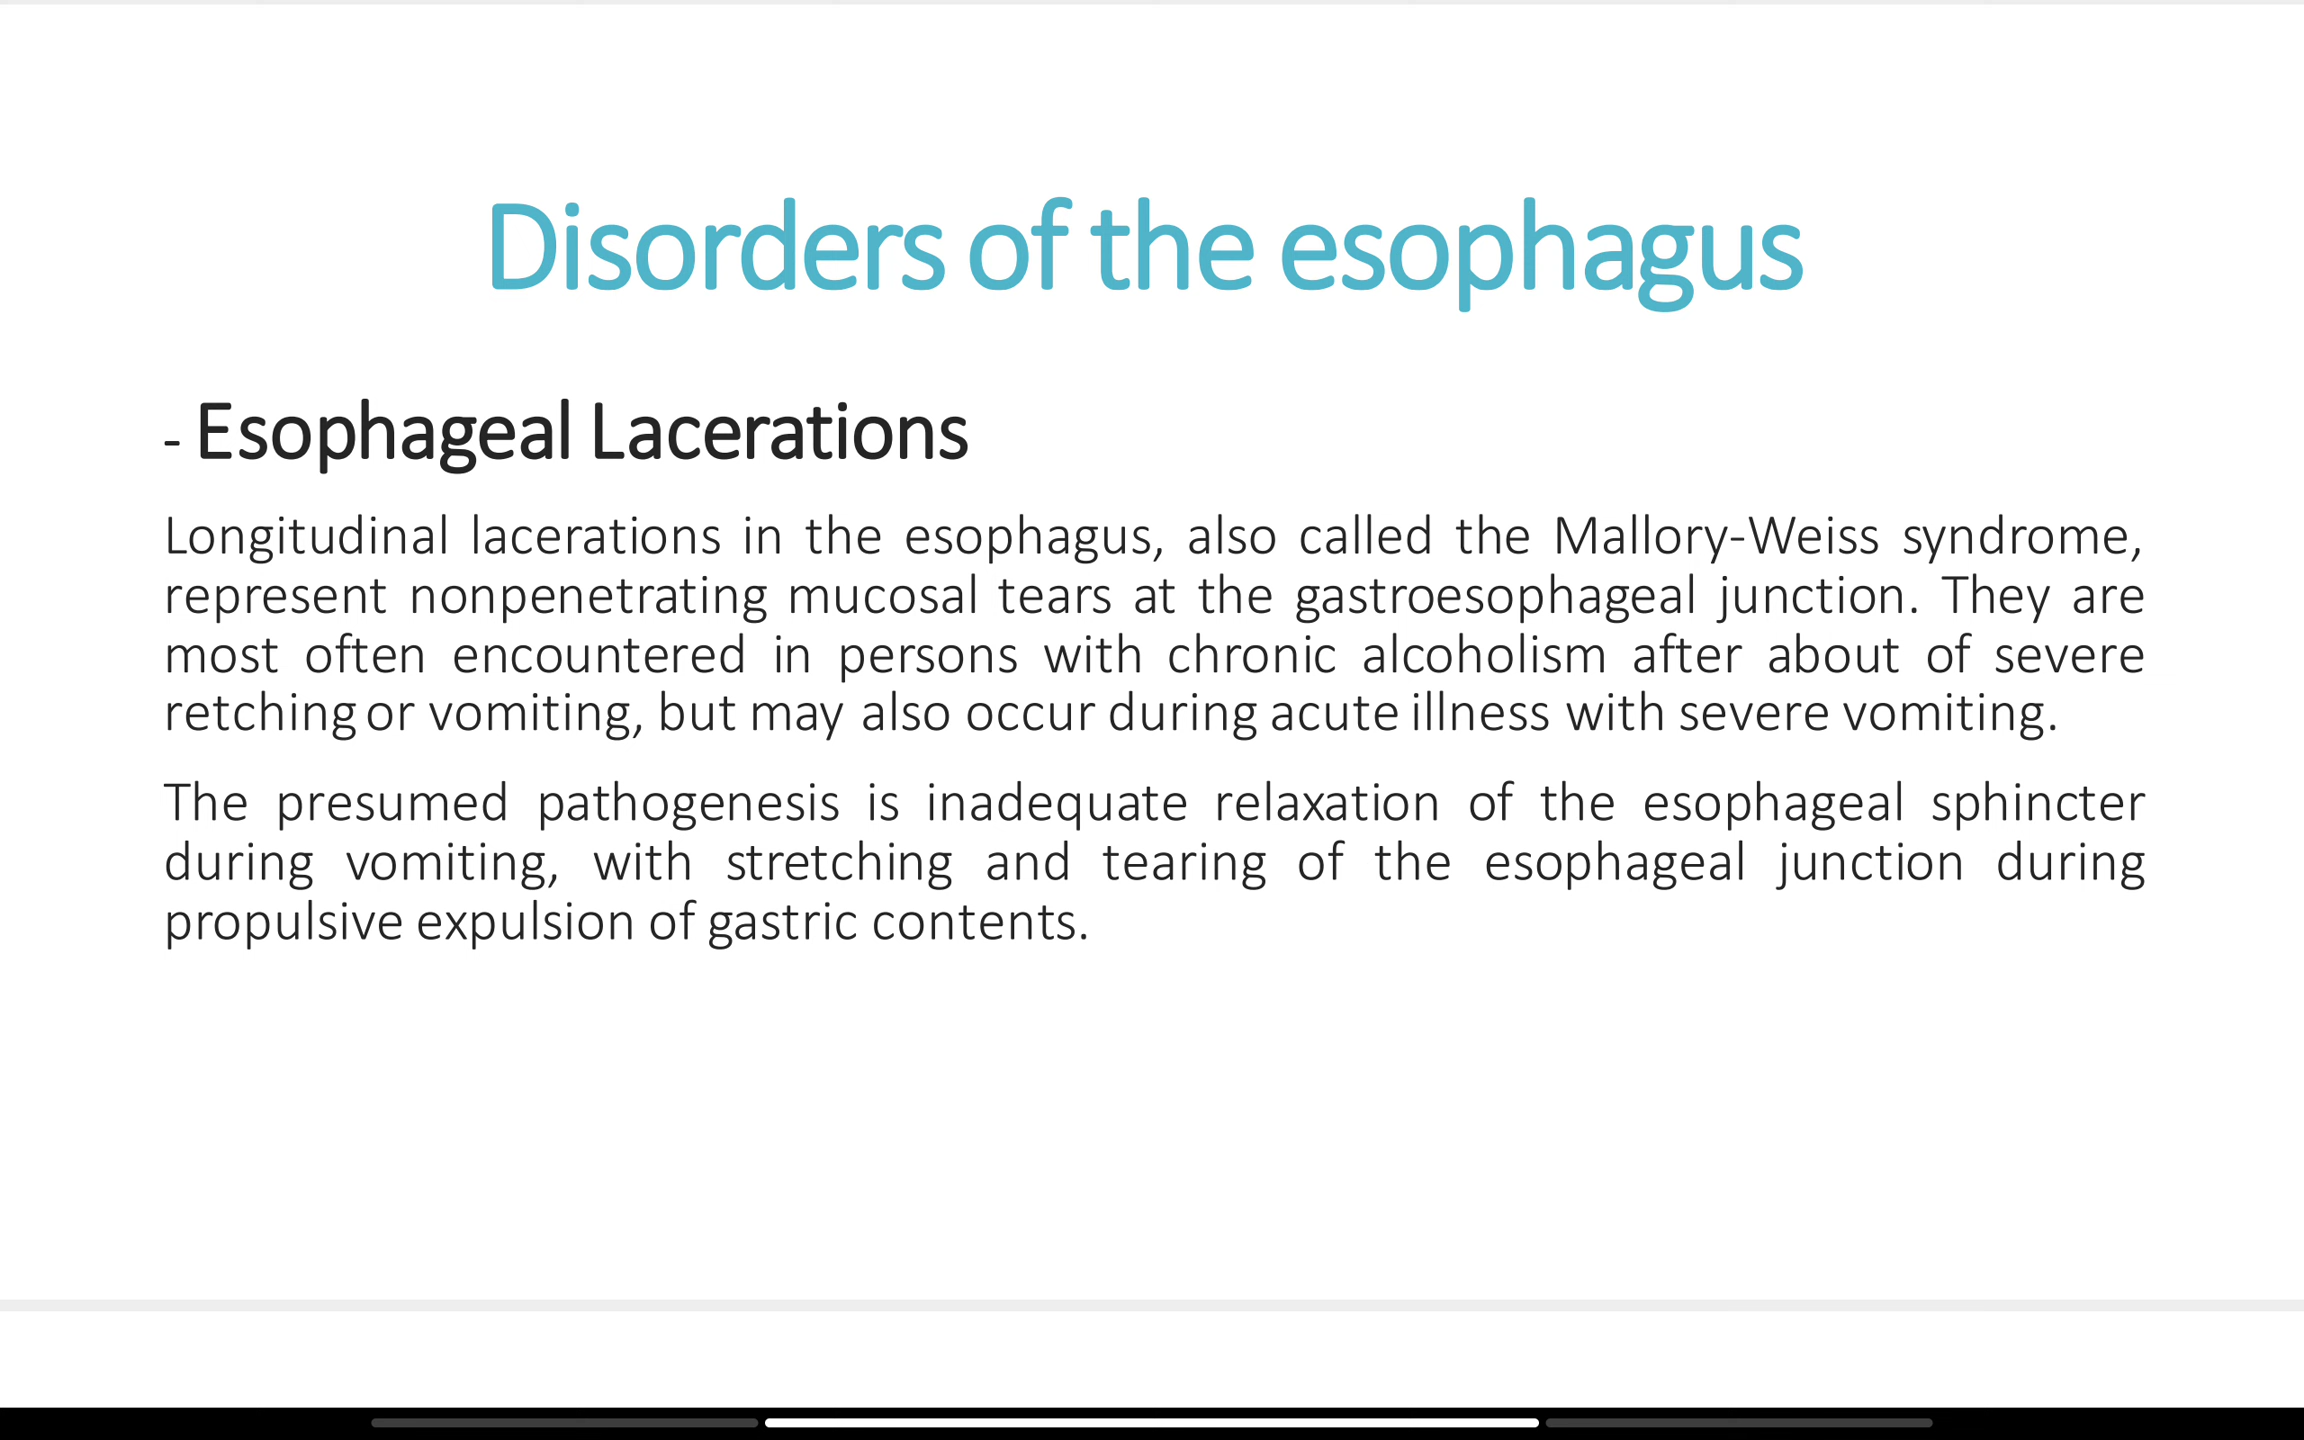 Disorders of the esophagus
- Esophageal Lacerations
Longitudinal lacerations in the esophagus, also called the Mallory-Weiss syndrome,
represent nonpenetrating mucosal tears at the gastroesophageal junction. They are
most often encountered in persons with chronic alcoholism after about of severe
retching or vomiting, but may also occur during acute illness with severe vomiting.
The presumed pathogenesis is inadequate relaxation of the esophageal sphincter
during vomiting, with stretching and tearing of the esophageal junction during
propulsive expulsion of gastric contents.